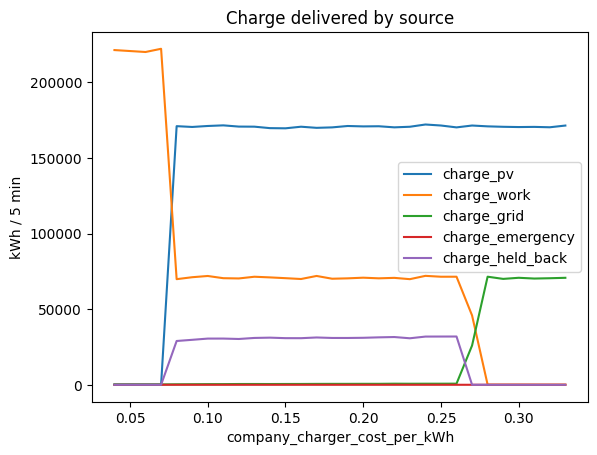 Charge delivered by source
kWh / 5 min
200000
150000
100000
50000
0
charge_pv
charge_work
charge_grid
charge_emergency
charge_held_back
0.05 0.10 0.15 0.20 0.25 0.30
company_charger_cost_per_kWh